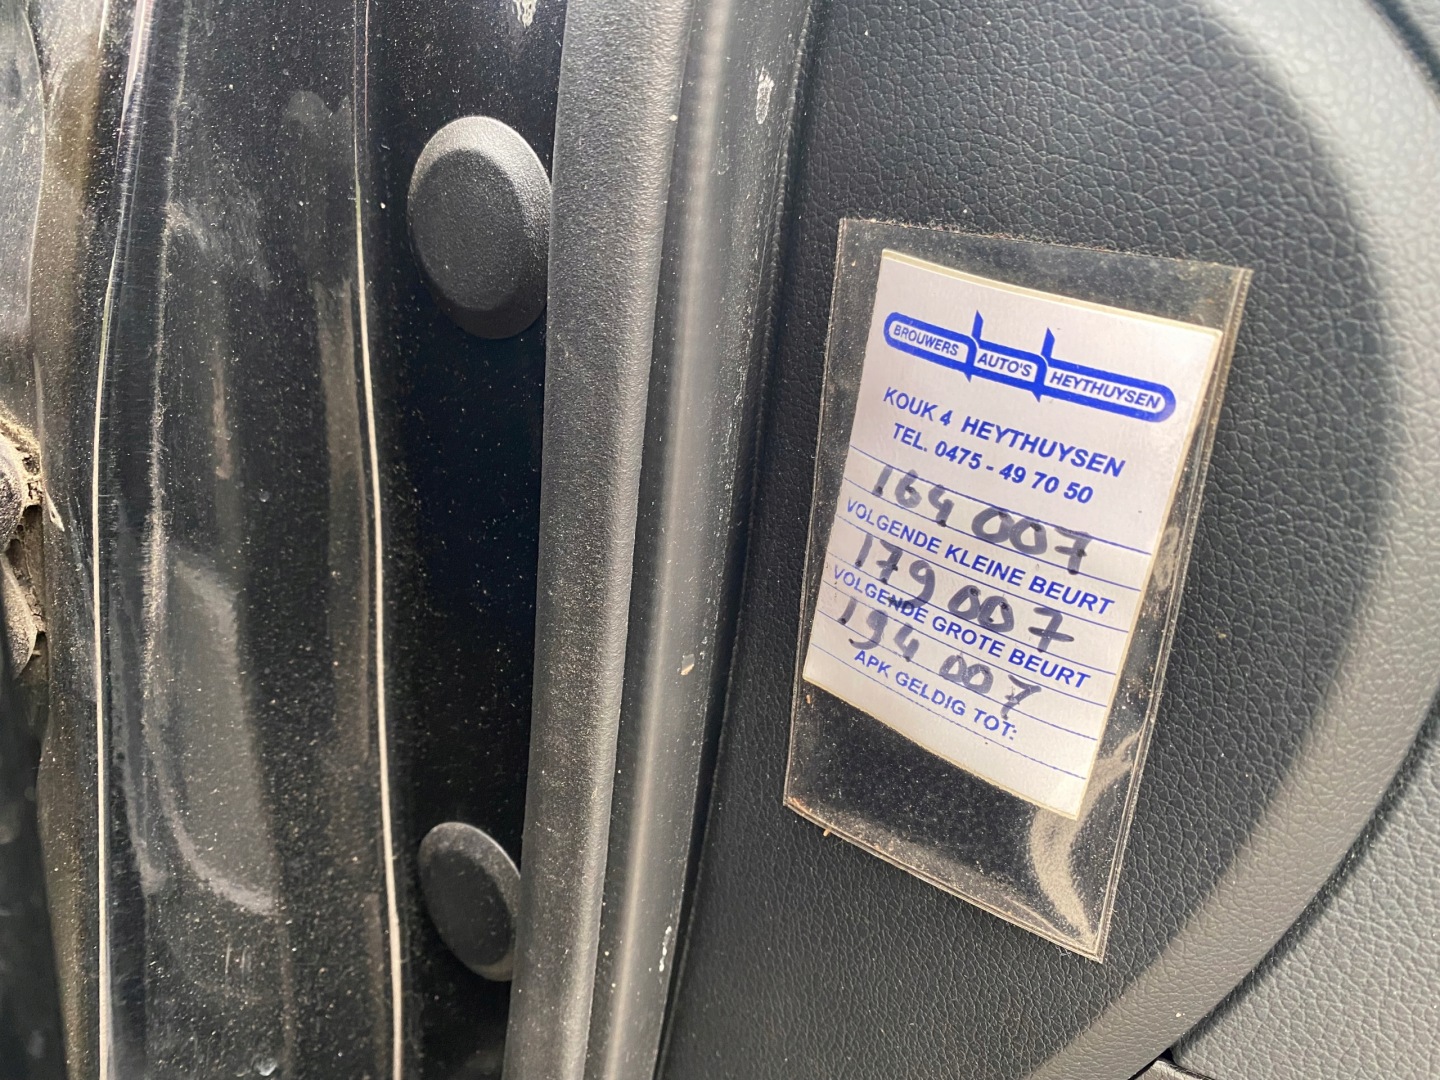 BROUWERS AUTO'S HEYTHUYSEN
KOUK 4 HEYTHUYSEN
TEL. 0475 - 49 70 50
164 007
VOLGENDE KLEINE BEURT
179 007
VOLGENDE GROTE BEURT
194 007
APK GELDIG TOT: